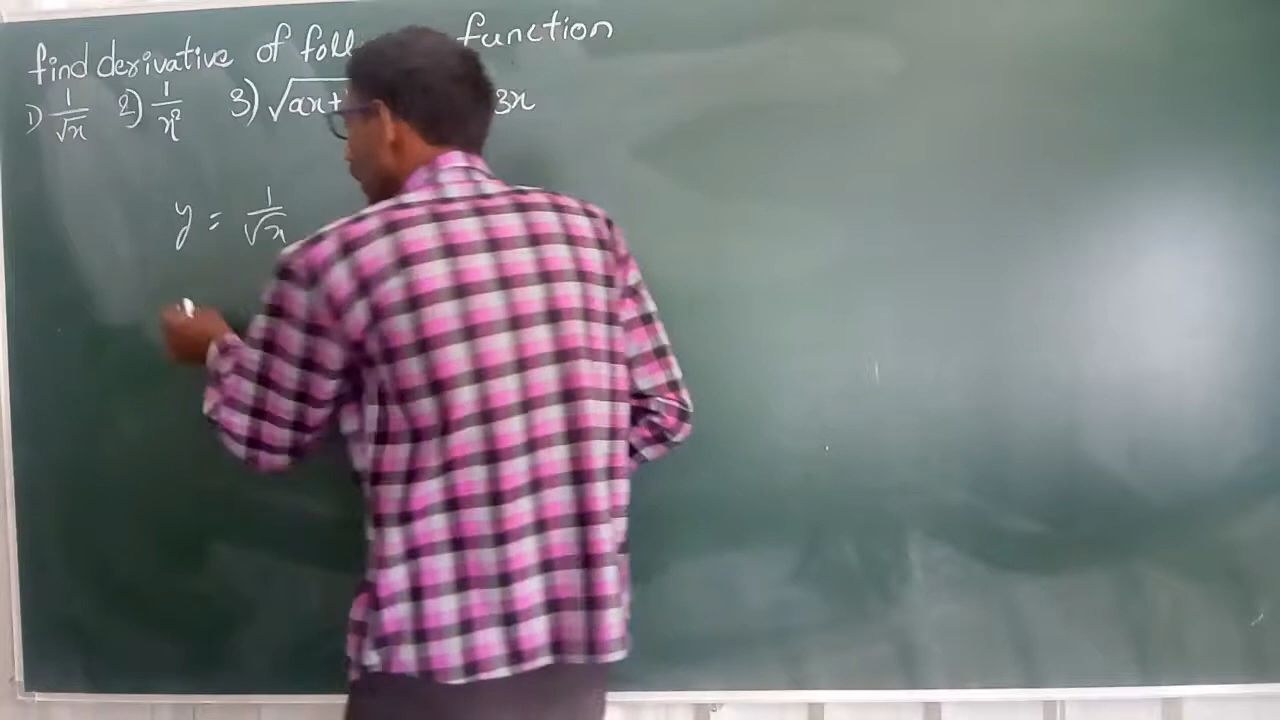 find derivative of foll function
1) 1/√x 2) 1/x² 3) √ax+ 3x
y = 1/√x